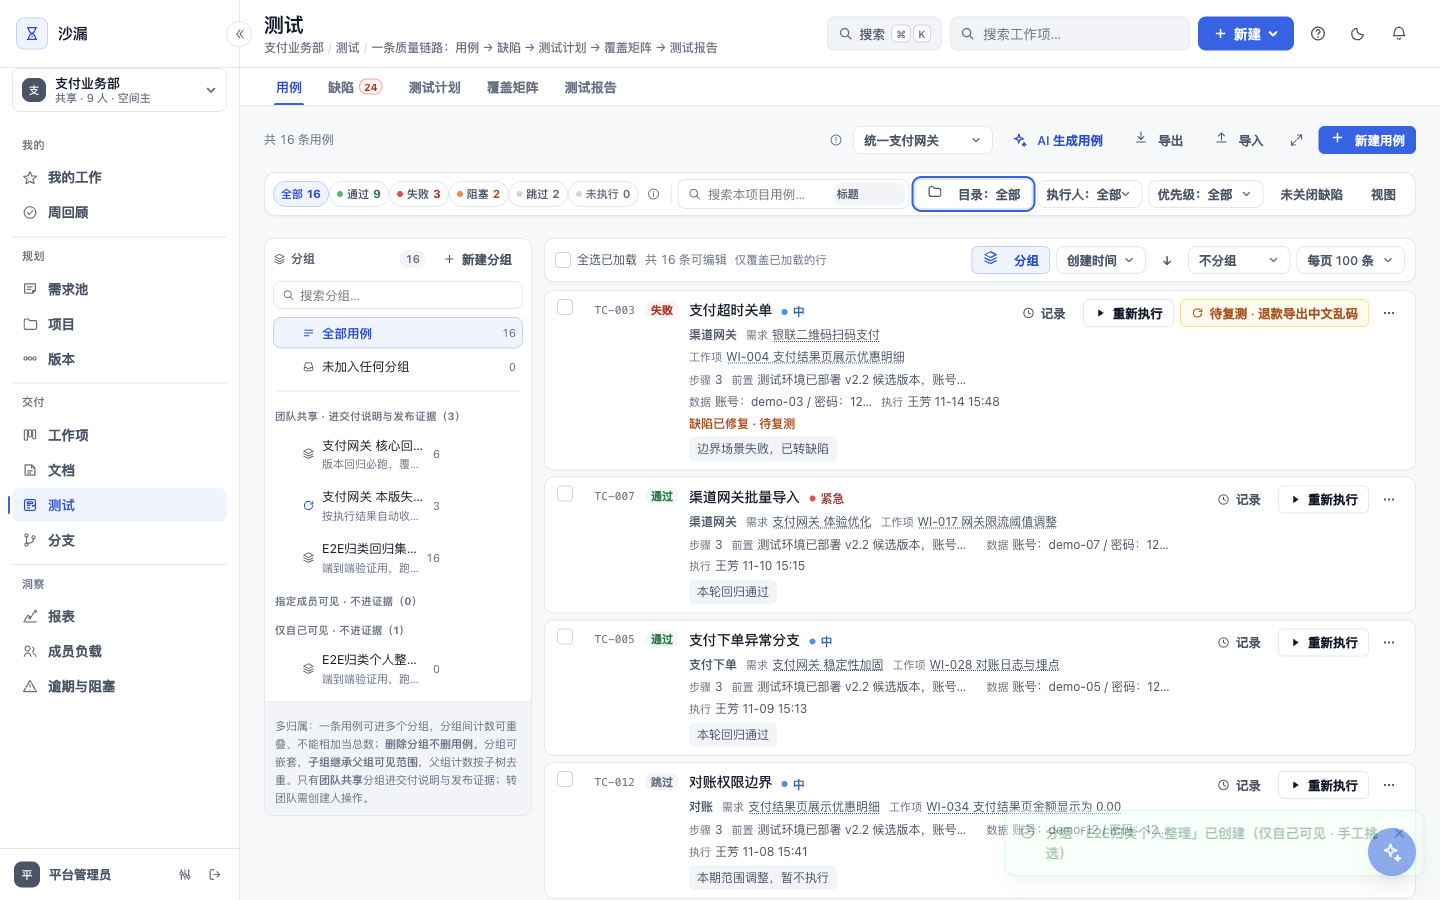 沙漏
支付业务部
共享 · 9 人 · 空间主
我的
我的工作
周回顾
规划
需求池
项目
版本
交付
工作项
文档
测试
分支
洞察
报表
成员负载
逾期与阻塞
平 平台管理员
测试
支付业务部 / 测试 / 一条质量链路：用例 → 缺陷 → 测试计划 → 覆盖矩阵 → 测试报告
搜索 ⌘ K 搜索工作项... 新建
用例 缺陷 24 测试计划 覆盖矩阵 测试报告
共 16 条用例 统一支付网关 AI 生成用例 导出 导入 新建用例
全部 16 通过 9 失败 3 阻塞 2 跳过 2 未执行 0 搜索本项目用例... 标题 目录：全部 执行人：全部 优先级：全部 未关闭缺陷 视图
分组 16 新建分组
搜索分组...
全部用例 16
未加入任何分组 0
团队共享 · 进交付说明与发布证据（3）
支付网关 核心回... 6
版本回归必跑，覆...
支付网关 本版失... 3
按执行结果自动收...
E2E归类回归集... 16
端到端验证用，跑...
指定成员可见 · 不进证据（0）
仅自己可见 · 不进证据（1）
E2E归类个人整... 0
端到端验证用，跑...
多归属：一条用例可进多个分组，分组间计数可重
叠、不能相加当总数；删除分组不删用例。分组可
嵌套，子组继承父组可见范围，父组计数按子树去
重。只有团队共享分组进交付说明与发布证据；转
团队需创建人操作。
全选已加载 共 16 条可编辑 仅覆盖已加载的行 分组 创建时间 不分组 每页 100 条
TC-003 失败 支付超时关单 中 记录 重新执行 待复测 · 退款导出中文乱码
渠道网关 需求 银联二维码扫码支付
工作项 WI-004 支付结果页展示优惠明细
步骤 3 前置 测试环境已部署 v2.2 候选版本，账号...
数据 账号：demo-03 / 密码：12... 执行 王芳 11-14 15:48
缺陷已修复 · 待复测
边界场景失败，已转缺陷
TC-007 通过 渠道网关批量导入 紧急 记录 重新执行
渠道网关 需求 支付网关 体验优化 工作项 WI-017 网关限流阈值调整
步骤 3 前置 测试环境已部署 v2.2 候选版本，账号... 数据 账号：demo-07 / 密码：12...
执行 王芳 11-10 15:15
本轮回归通过
TC-005 通过 支付下单异常分支 中 记录 重新执行
支付下单 需求 支付网关 稳定性加固 工作项 WI-028 对账日志与埋点
步骤 3 前置 测试环境已部署 v2.2 候选版本，账号... 数据 账号：demo-05 / 密码：12...
执行 王芳 11-09 15:13
本轮回归通过
TC-012 跳过 对账权限边界 中 记录 重新执行
对账 需求 支付结果页展示优惠明细 工作项 WI-034 支付结果页金额显示为 0.00
步骤 3 前置 测试环境已部署 v2.2 候选版本，账号... 数据 账号：demo-12 / 密码：12...
执行 王芳 11-08 15:41
本期范围调整，暂不执行
分组「E2E归类个人整理」已创建（仅自己可见 · 手工挑
选）